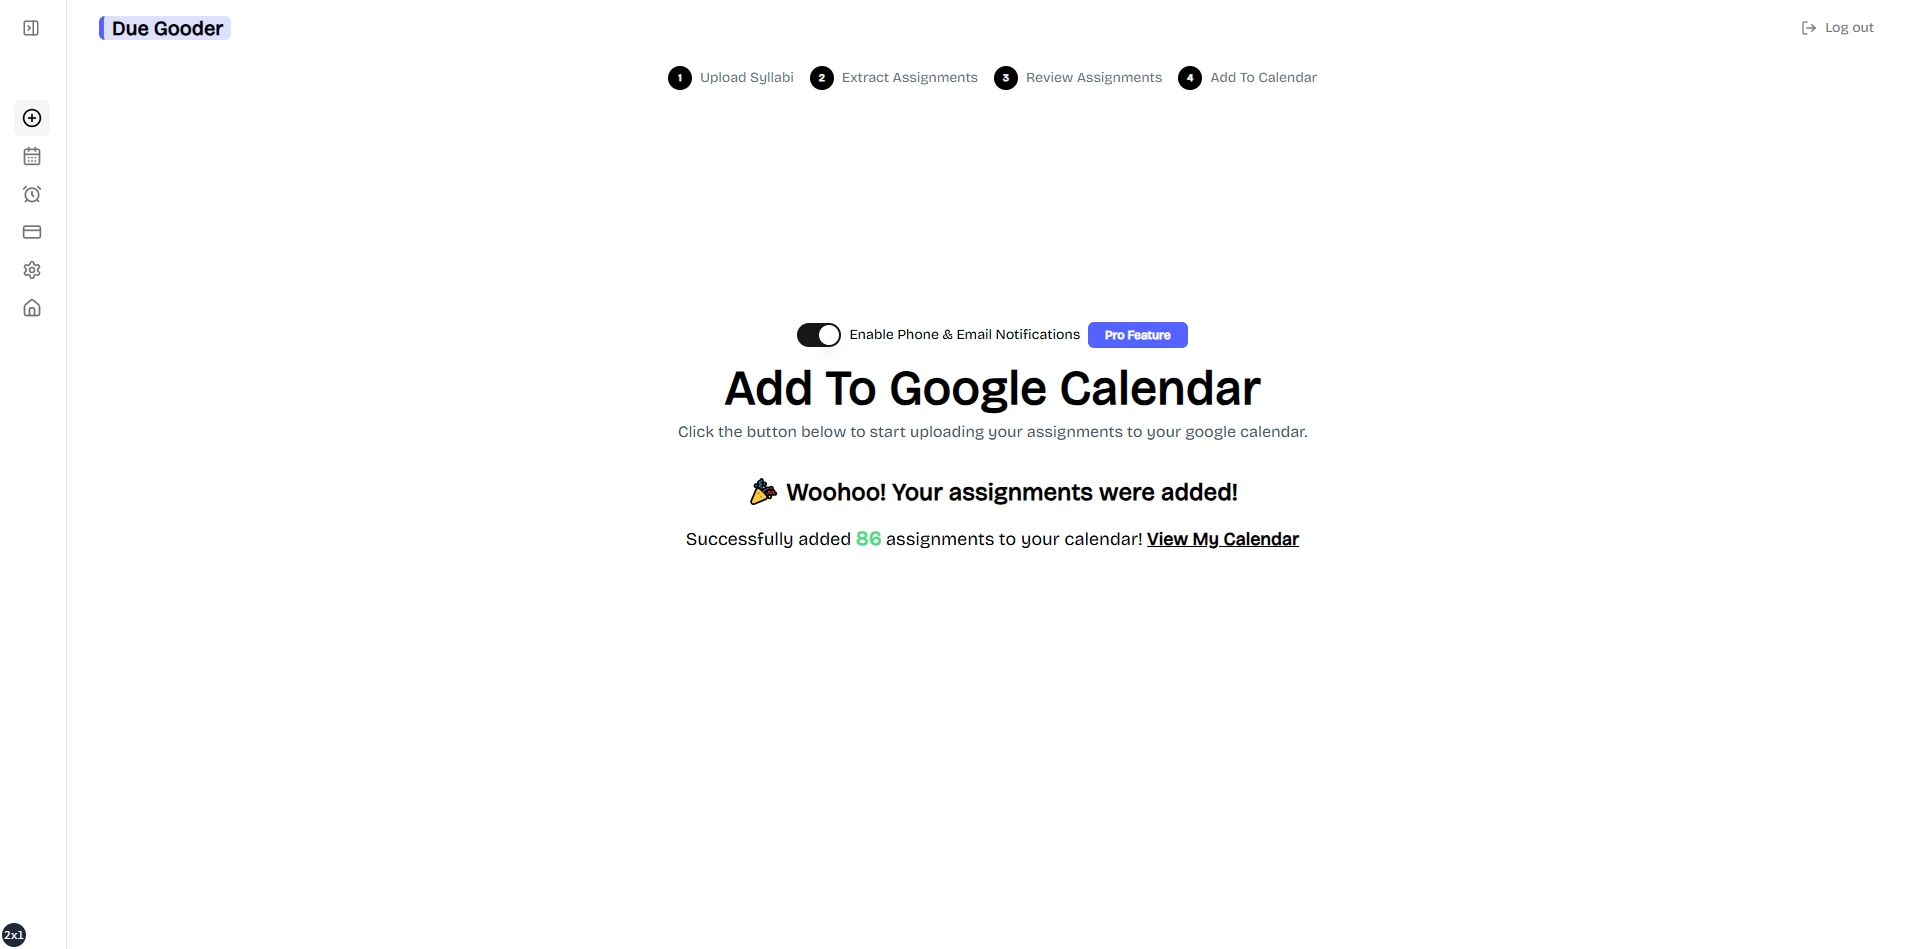 Due Gooder
Log out
1 Upload Syllabi 2 Extract Assignments 3 Review Assignments 4 Add To Calendar
Enable Phone & Email Notifications Pro Feature
Add To Google Calendar
Click the button below to start uploading your assignments to your google calendar.
🎉 Woohoo! Your assignments were added!
Successfully added 86 assignments to your calendar! View My Calendar
2x1